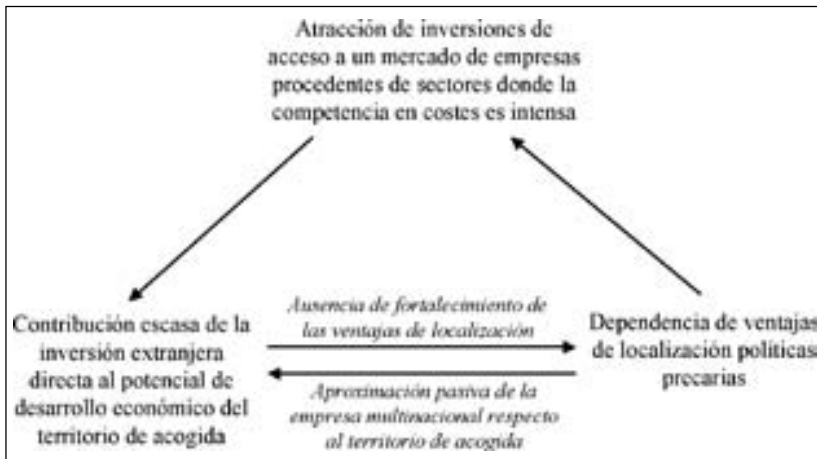 Atracción de inversiones de
acceso a un mercado de empresas
procedentes de sectores donde la
competencia en costes es intensa
Contribución escasa de la
inversión extranjera
directa al potencial de
desarrollo económico del
territorio de acogida
Ausencia de fortalecimiento de
las ventajas de localización
Aproximación pasiva de la
empresa multinacional respecto
al territorio de acogida
Dependencia de ventajas
de localización políticas
precarias